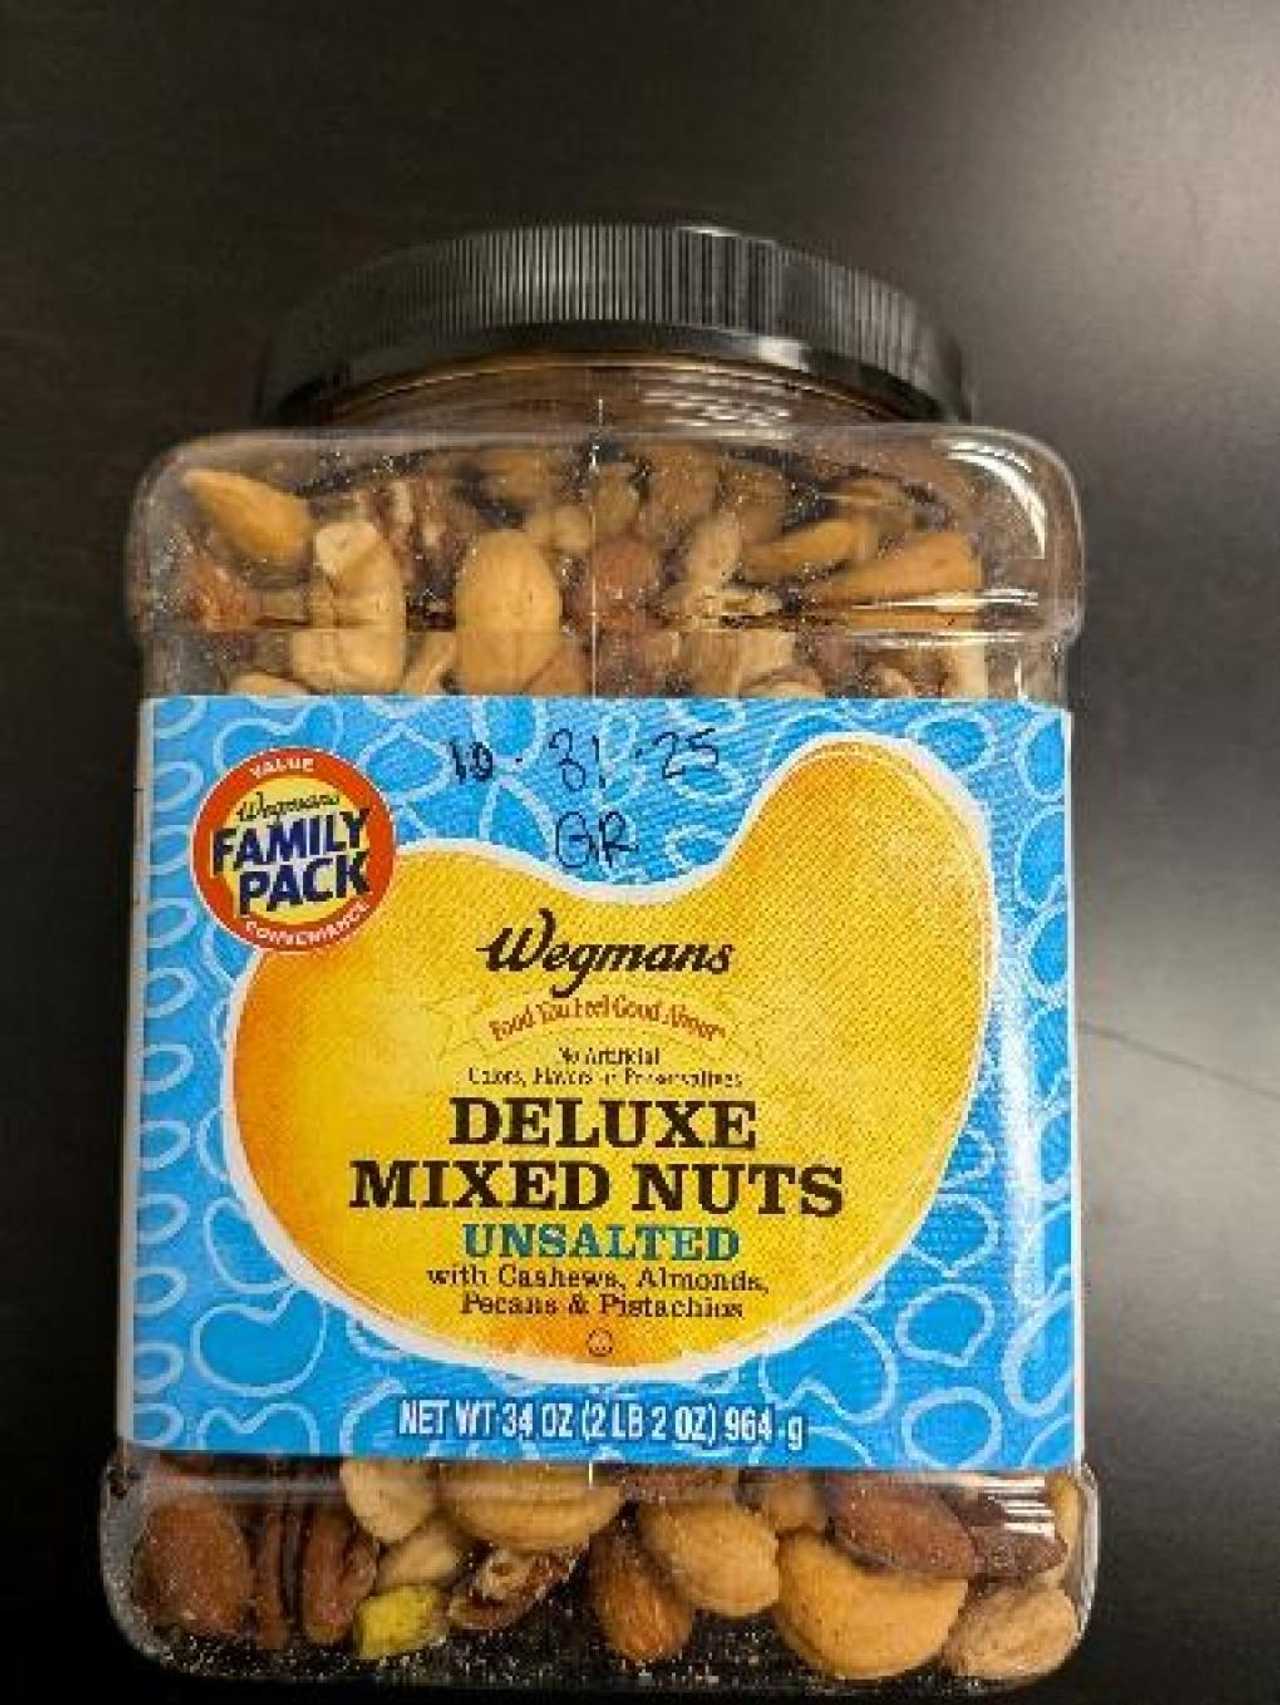 10-31-25
GR
VALUE
Wegmans
FAMILY
PACK
CONVENIENCE
Wegmans
Food You Feel Good About
No Artificial
Colors, Flavors or Preservatives
DELUXE
MIXED NUTS
UNSALTED
with Cashews, Almonds,
Pecans & Pistachios
NET WT 34 OZ (2 LB 2 OZ) 964 g